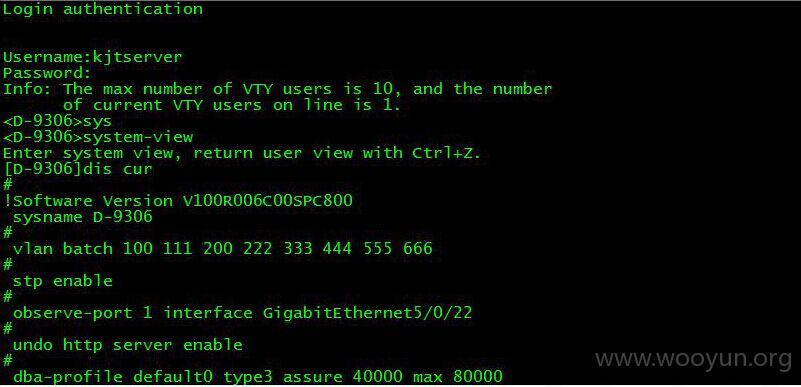 Login authentication
Username:kjtserver
Password:
Info: The max number of VTY users is 10, and the number
of current VTY users on line is 1.
<D-9306>sys
<D-9306>system-view
Enter system view, return user view with Ctrl+Z.
[D-9306]dis cur
#
!Software Version V100R006C00SPC800
sysname D-9306
#
vlan batch 100 111 200 222 333 444 555 666
#
stp enable
#
observe-port 1 interface GigabitEthernet5/0/22
#
undo http server enable
#
dba-profile default0 type3 assure 40000 max 80000
www.wooyun.org